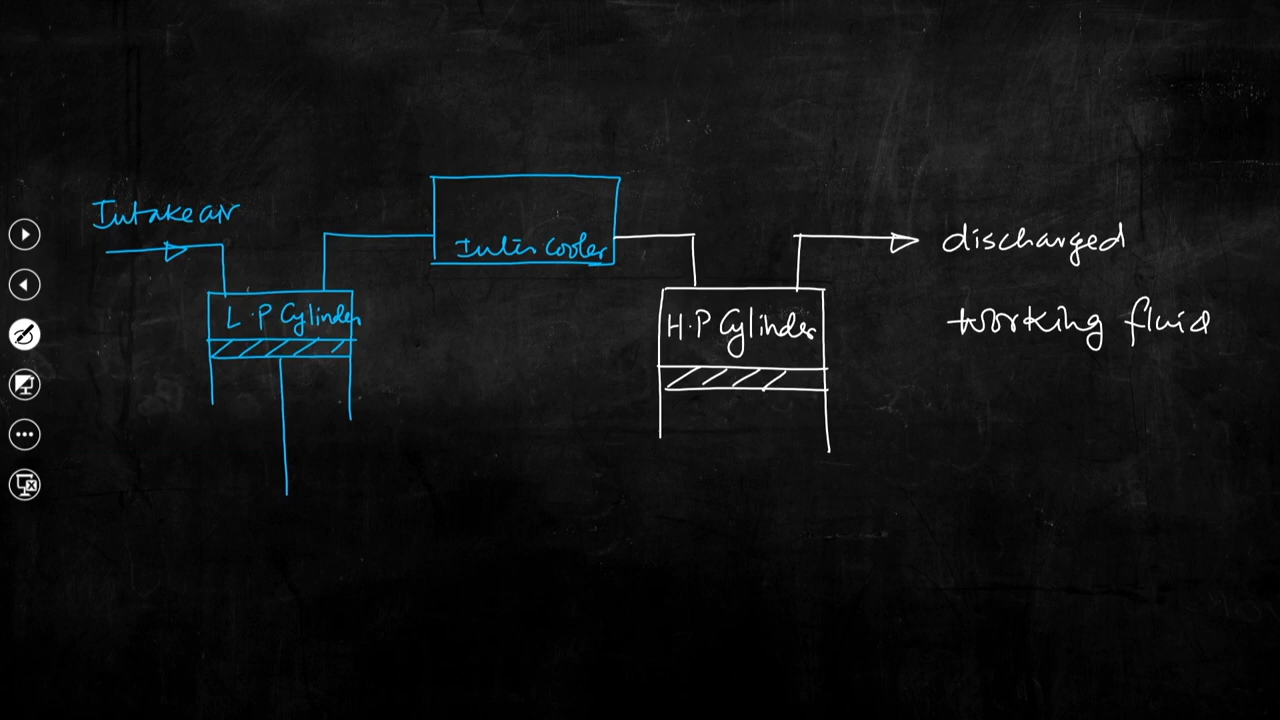 Intake air
Inter cooler
L.P Cylinder
H.P Cylinder
discharged
working fluid